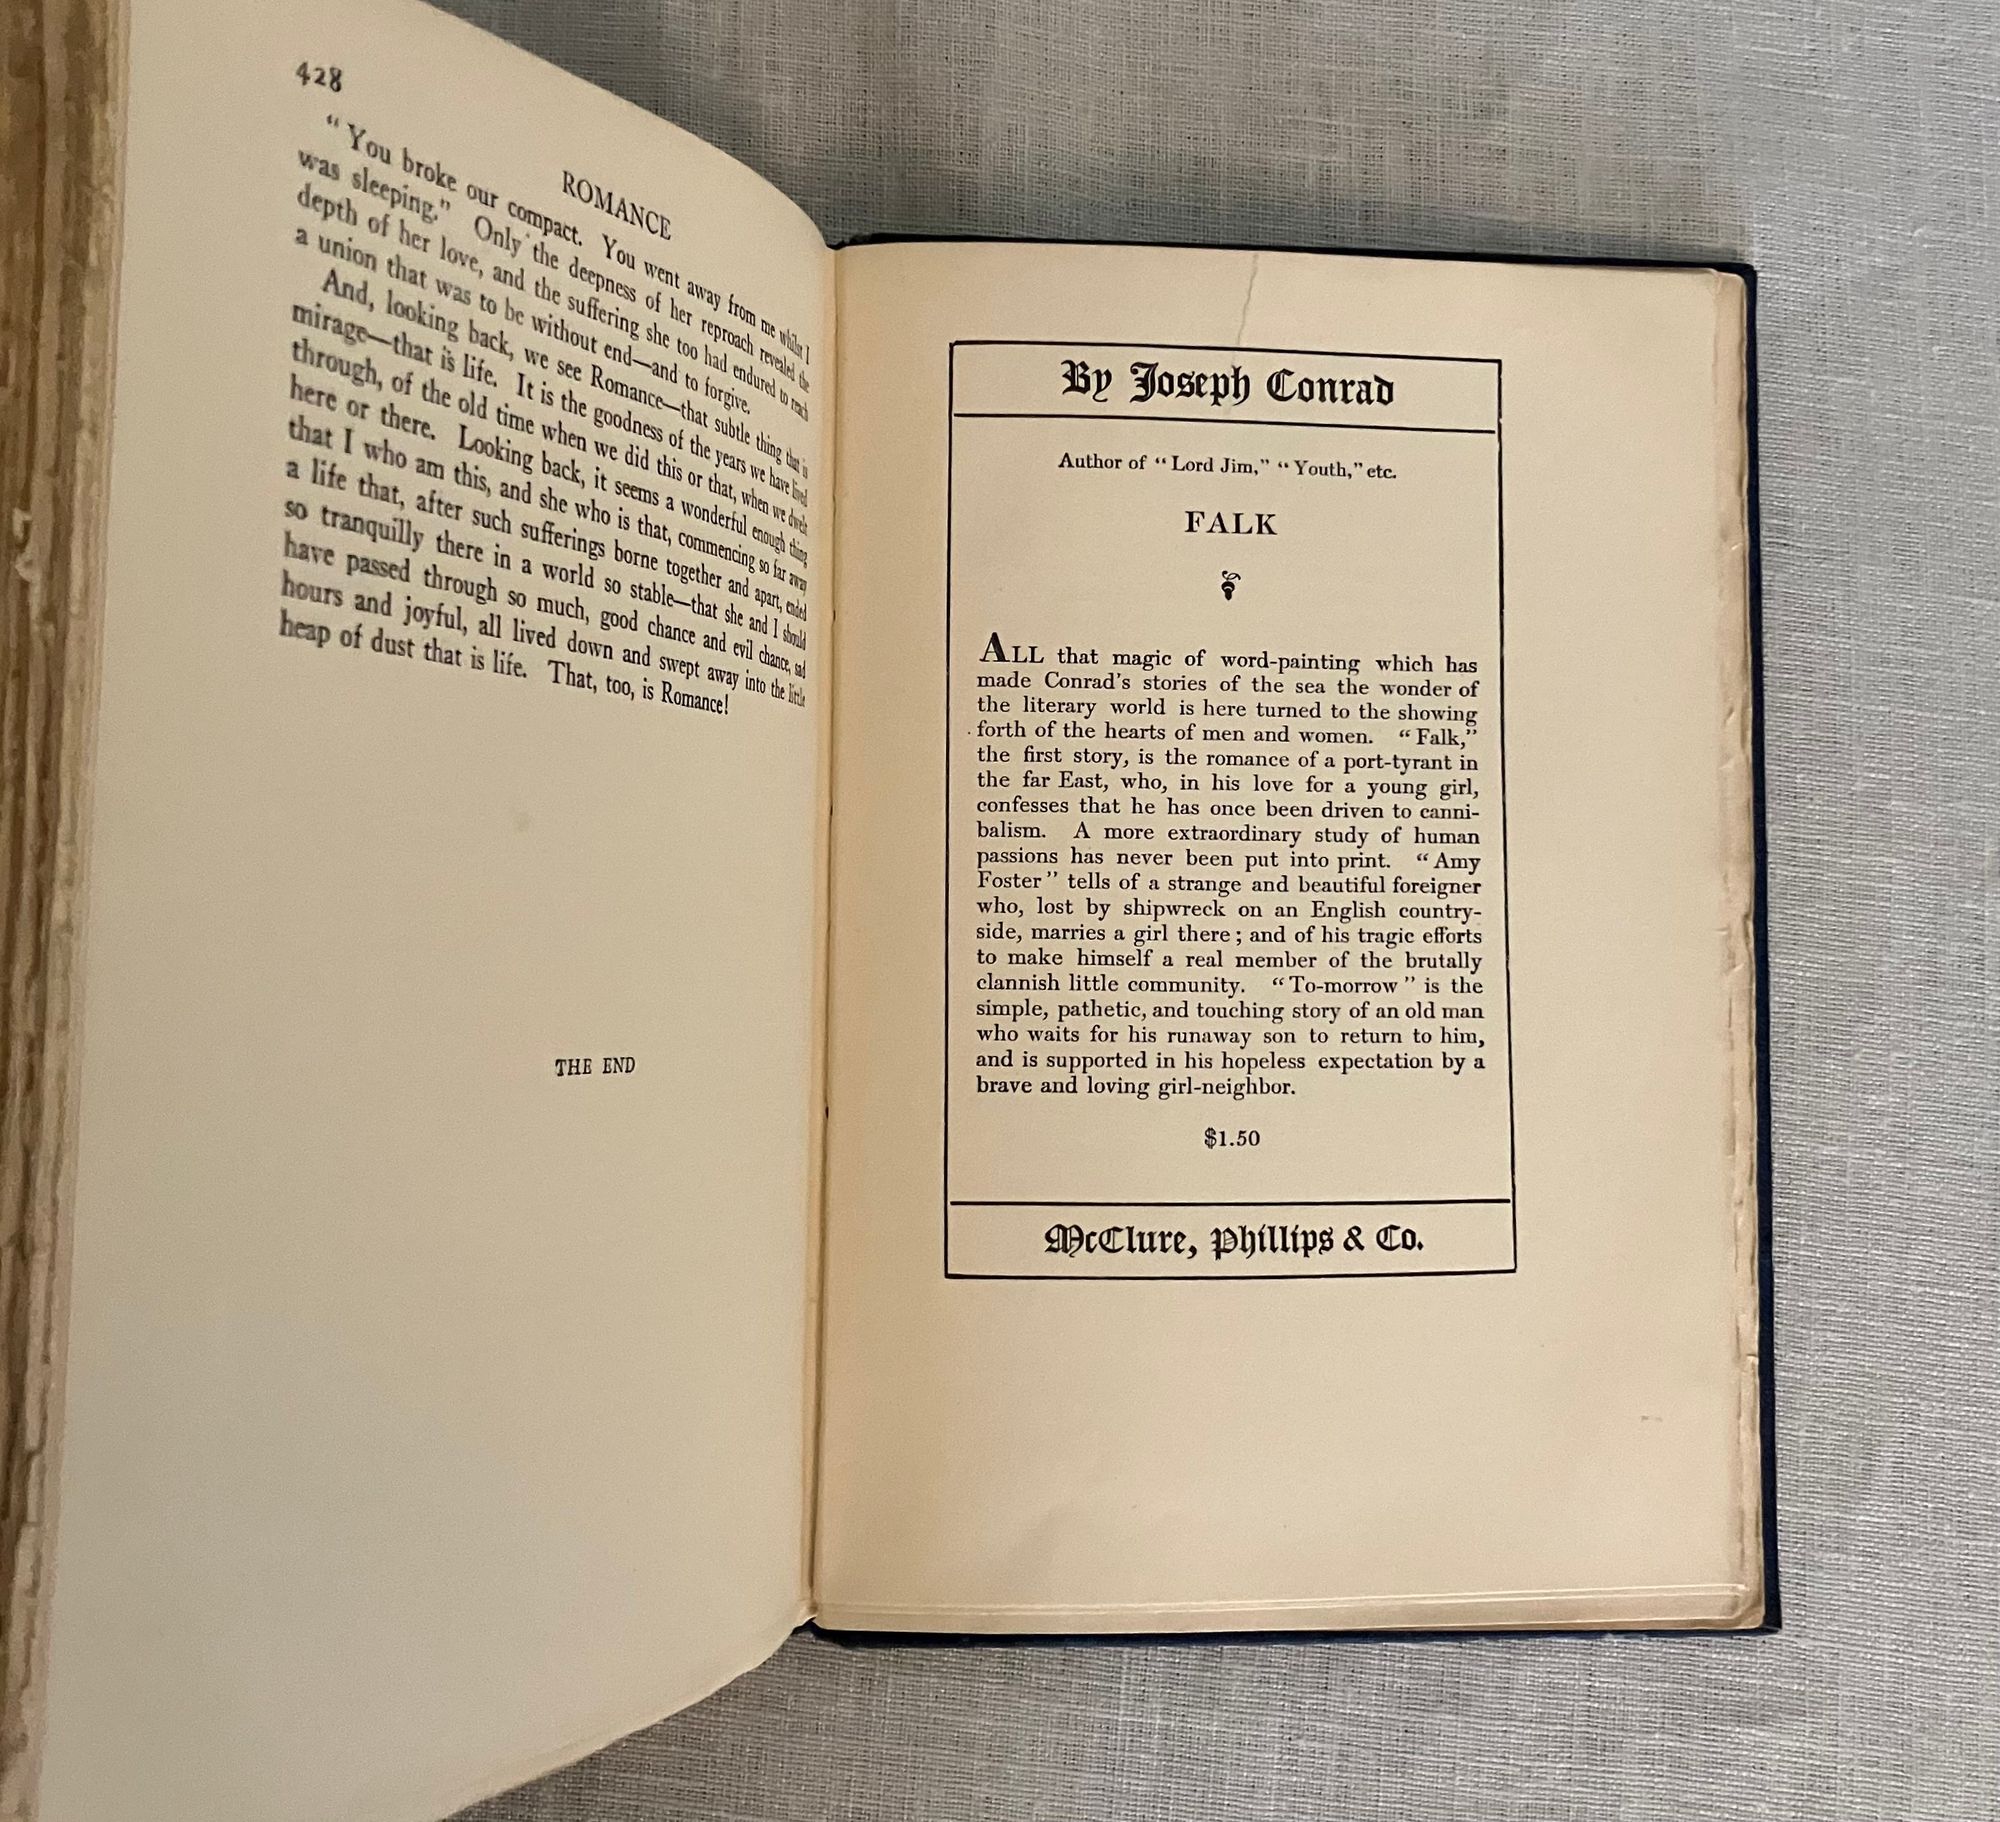 428
ROMANCE
“You broke our compact. You went away from me whilst I
was sleeping.” Only the deepness of her reproach revealed the
depth of her love, and the suffering she too had endured to reach
a union that was to be without end—and to forgive.
And, looking back, we see Romance—that subtle thing that is
mirage—that is life. It is the goodness of the years we have lived
through, of the old time when we did this or that, when we dwelt
here or there. Looking back, it seems a wonderful enough thing
that I who am this, and she who is that, commencing so far away
a life that, after such sufferings borne together and apart, ended
so tranquilly there in a world so stable—that she and I should
have passed through so much, good chance and evil chance, sad
hours and joyful, all lived down and swept away into the little
heap of dust that is life. That, too, is Romance!
THE END
By Joseph Conrad
Author of “Lord Jim,” “Youth,” etc.
FALK
ALL that magic of word-painting which has
made Conrad’s stories of the sea the wonder of
the literary world is here turned to the showing
forth of the hearts of men and women. “Falk,”
the first story, is the romance of a port-tyrant in
the far East, who, in his love for a young girl,
confesses that he has once been driven to canni-
balism. A more extraordinary study of human
passions has never been put into print. “Amy
Foster” tells of a strange and beautiful foreigner
who, lost by shipwreck on an English country-
side, marries a girl there; and of his tragic efforts
to make himself a real member of the brutally
clannish little community. “To-morrow” is the
simple, pathetic, and touching story of an old man
who waits for his runaway son to return to him,
and is supported in his hopeless expectation by a
brave and loving girl-neighbor.
$1.50
McClure, Phillips & Co.